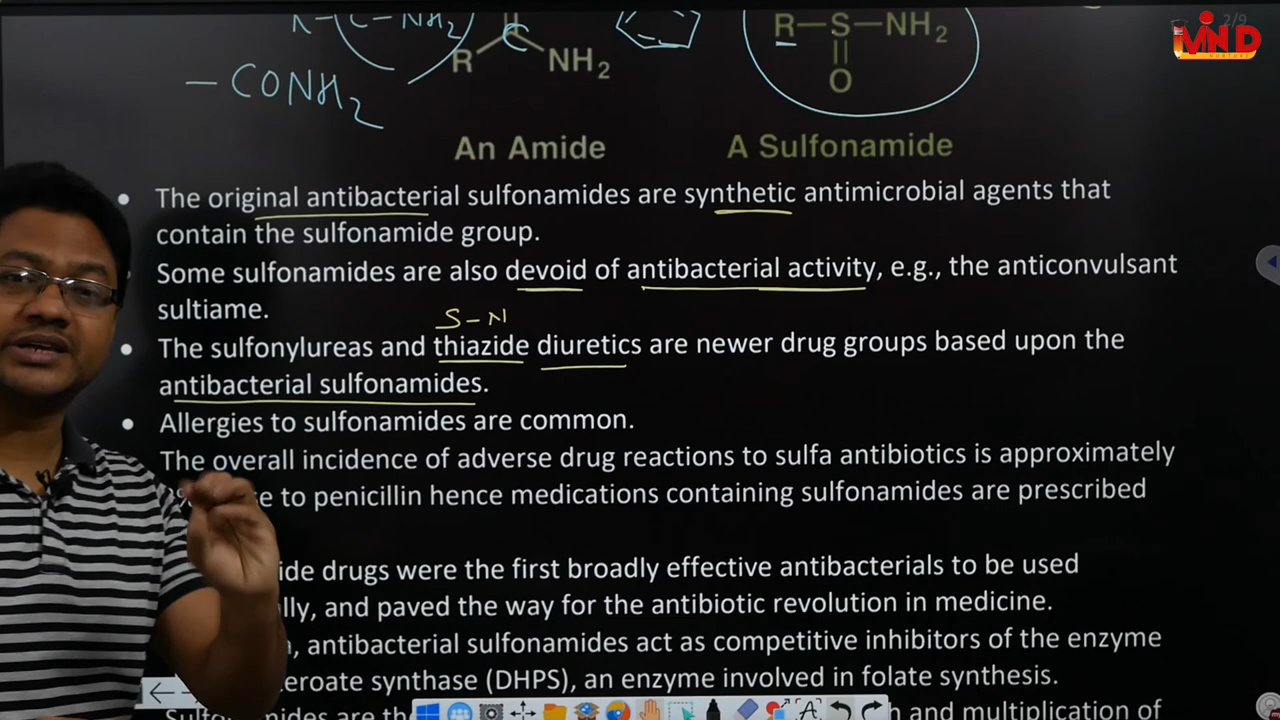 R-(C-NH2)
R
NH2
R—S—NH2
O
-CONH2
An Amide
A Sulfonamide
2/9
MIND
The original antibacterial sulfonamides are synthetic antimicrobial agents that
contain the sulfonamide group.
Some sulfonamides are also devoid of antibacterial activity, e.g., the anticonvulsant
sultiame.
S-N
The sulfonylureas and thiazide diuretics are newer drug groups based upon the
antibacterial sulfonamides.
Allergies to sulfonamides are common.
The overall incidence of adverse drug reactions to sulfa antibiotics is approximately
to penicillin hence medications containing sulfonamides are prescribed
ide drugs were the first broadly effective antibacterials to be used
lly, and paved the way for the antibiotic revolution in medicine.
, antibacterial sulfonamides act as competitive inhibitors of the enzyme
eroate synthase (DHPS), an enzyme involved in folate synthesis.
and multiplication of